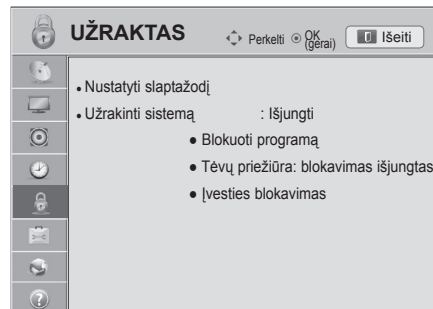 UŽRAKTAS
Perkelti
OK
(gerai)
Išeiti
• Nustatyti slaptažodį
• Užrakinti sistemą : Išjungti
● Blokuoti programą
● Tėvų priežiūra: blokavimas išjungtas
● Įvesties blokavimas